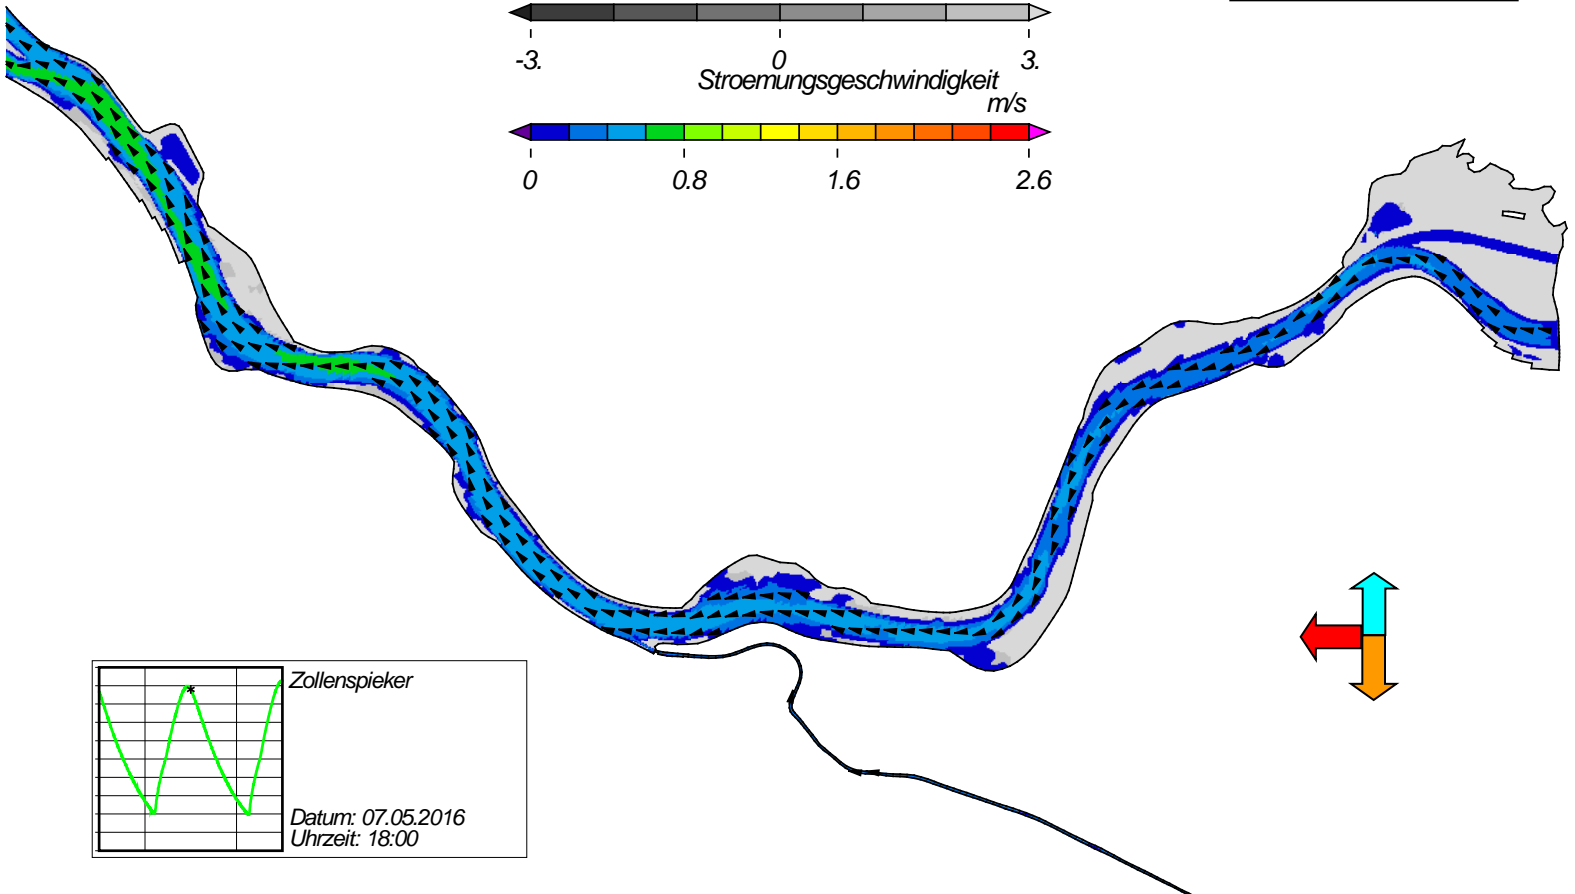 -3. 0 3.
Stroemungsgeschwindigkeit
m/s
0 0.8 1.6 2.6
Zollenspieker
Datum: 07.05.2016
Uhrzeit: 18:00